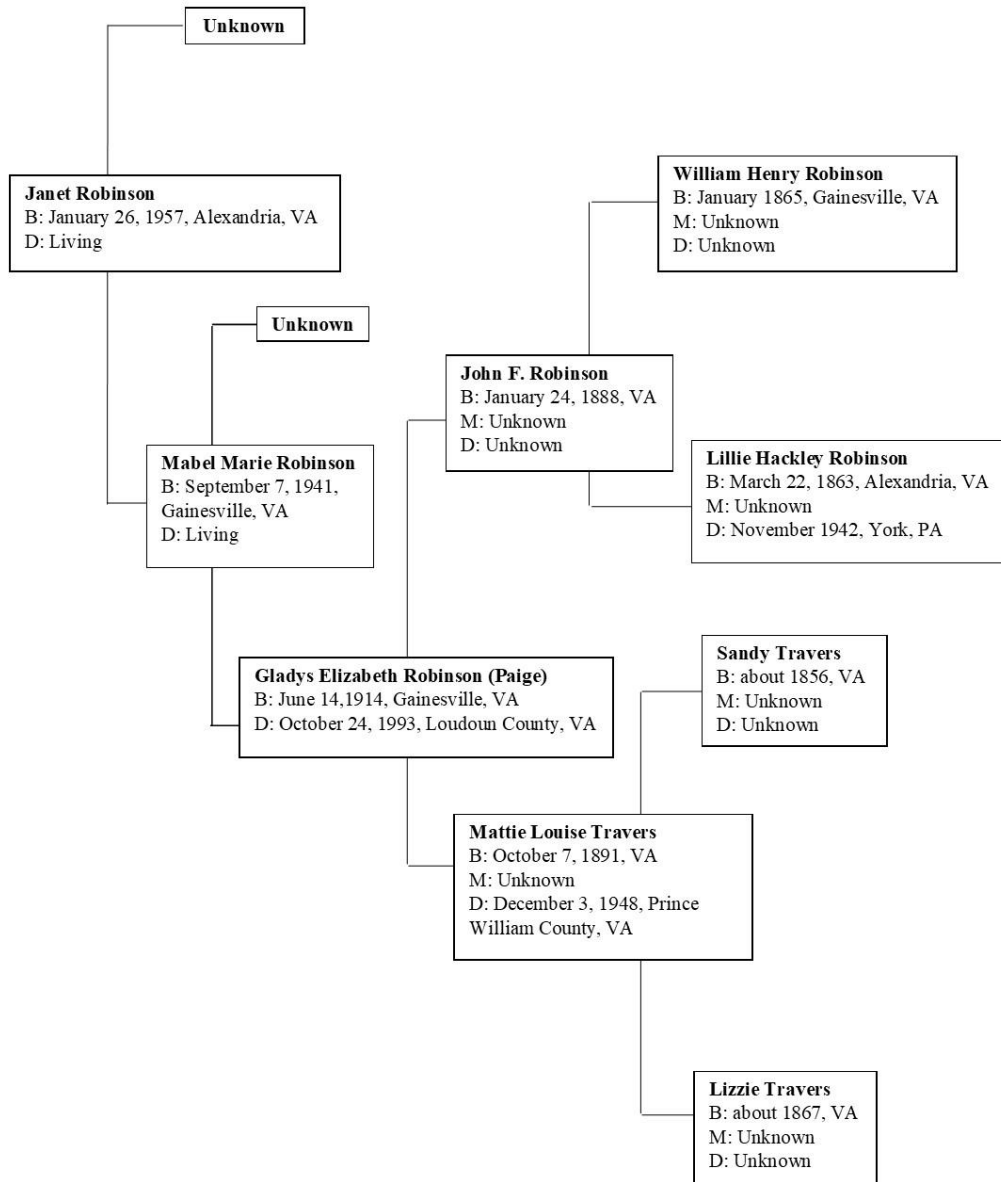 Unknown
Janet Robinson
B: January 26, 1957, Alexandria, VA
D: Living
William Henry Robinson
B: January 1865, Gainesville, VA
M: Unknown
D: Unknown
Unknown
John F. Robinson
B: January 24, 1888, VA
M: Unknown
D: Unknown
Mabel Marie Robinson
B: September 7, 1941,
Gainesville, VA
D: Living
Lillie Hackley Robinson
B: March 22, 1863, Alexandria, VA
M: Unknown
D: November 1942, York, PA
Gladys Elizabeth Robinson (Paige)
B: June 14,1914, Gainesville, VA
D: October 24, 1993, Loudoun County, VA
Sandy Travers
B: about 1856, VA
M: Unknown
D: Unknown
Mattie Louise Travers
B: October 7, 1891, VA
M: Unknown
D: December 3, 1948, Prince
William County, VA
Lizzie Travers
B: about 1867, VA
M: Unknown
D: Unknown